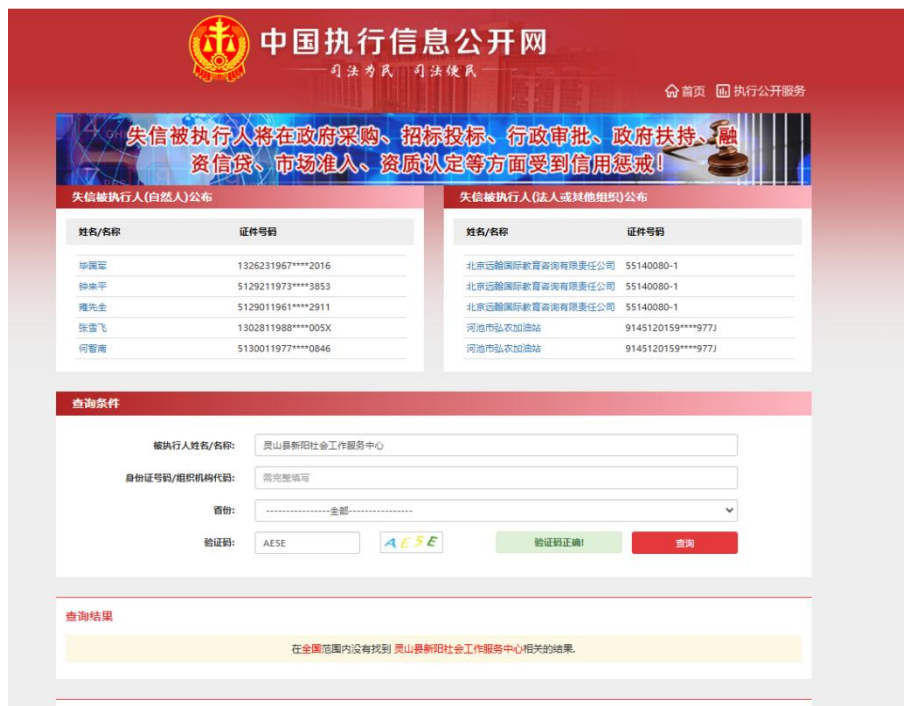 中国执行信息公开网
司法为民 司法便民
首页 执行公开服务
失信被执行人将在政府采购、招标投标、行政审批、政府扶持、融
资信贷、市场准入、资质认定等方面受到信用惩戒！
失信被执行人(自然人)公布
姓名/名称 证件号码
毕国军 1326231967****2016
钟来平 5129211973****3853
雍先全 5129011961****2911
张雪飞 1302811988****005X
何智南 5130011977****0846
失信被执行人(法人或其他组织)公布
姓名/名称 证件号码
北京远翰国际教育咨询有限责任公司 55140080-1
北京远翰国际教育咨询有限责任公司 55140080-1
北京远翰国际教育咨询有限责任公司 55140080-1
河池市弘农加油站 9145120159****977J
河池市弘农加油站 9145120159****977J
查询条件
被执行人姓名/名称: 灵山县新阳社会工作服务中心
身份证号码/组织机构代码: 需完整填写
省份: ----------------全部----------------
验证码: AE5E AE5E 验证码正确! 查询
查询结果
在全国范围内没有找到 灵山县新阳社会工作服务中心相关的结果.